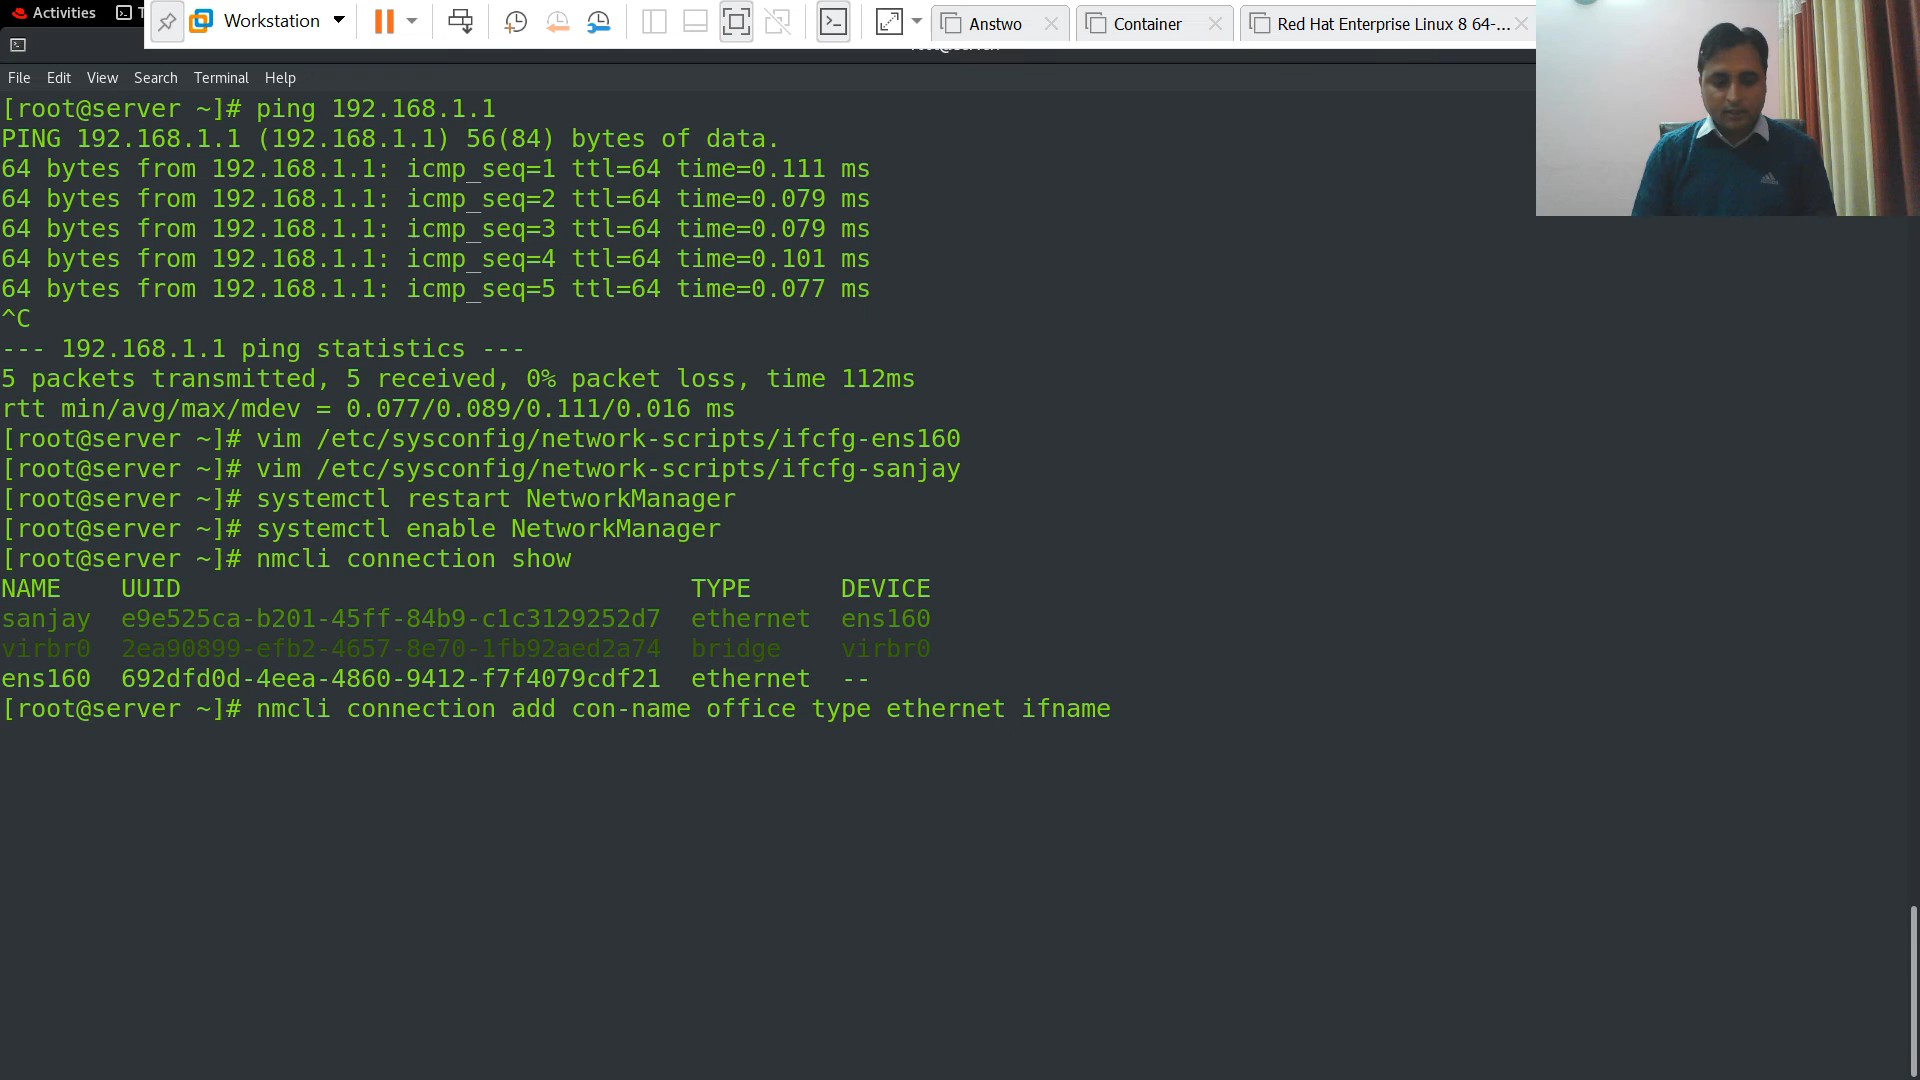 Activities
T
Workstation
Anstwo
Container
Red Hat Enterprise Linux 8 64-...
File Edit View Search Terminal Help
[root@server ~]# ping 192.168.1.1
PING 192.168.1.1 (192.168.1.1) 56(84) bytes of data.
64 bytes from 192.168.1.1: icmp_seq=1 ttl=64 time=0.111 ms
64 bytes from 192.168.1.1: icmp_seq=2 ttl=64 time=0.079 ms
64 bytes from 192.168.1.1: icmp_seq=3 ttl=64 time=0.079 ms
64 bytes from 192.168.1.1: icmp_seq=4 ttl=64 time=0.101 ms
64 bytes from 192.168.1.1: icmp_seq=5 ttl=64 time=0.077 ms
^C
--- 192.168.1.1 ping statistics ---
5 packets transmitted, 5 received, 0% packet loss, time 112ms
rtt min/avg/max/mdev = 0.077/0.089/0.111/0.016 ms
[root@server ~]# vim /etc/sysconfig/network-scripts/ifcfg-ens160
[root@server ~]# vim /etc/sysconfig/network-scripts/ifcfg-sanjay
[root@server ~]# systemctl restart NetworkManager
[root@server ~]# systemctl enable NetworkManager
[root@server ~]# nmcli connection show
NAME UUID TYPE DEVICE
sanjay e9e525ca-b201-45ff-84b9-c1c3129252d7 ethernet ens160
virbr0 2ea90899-efb2-4657-8e70-1fb92aed2a74 bridge virbr0
ens160 692dfd0d-4eea-4860-9412-f7f4079cdf21 ethernet --
[root@server ~]# nmcli connection add con-name office type ethernet ifname